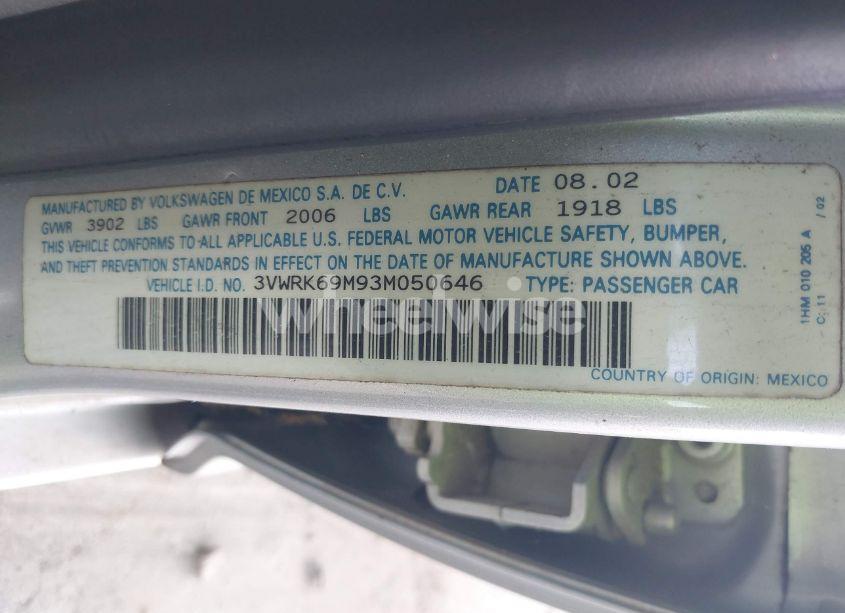 MANUFACTURED BY VOLKSWAGEN DE MEXICO S.A. DE C.V. DATE 08.02
GVWR 3902 LBS GAWR FRONT 2006 LBS GAWR REAR 1918 LBS
THIS VEHICLE CONFORMS TO ALL APPLICABLE U.S. FEDERAL MOTOR VEHICLE SAFETY, BUMPER,
AND THEFT PREVENTION STANDARDS IN EFFECT ON THE DATE OF MANUFACTURE SHOWN ABOVE.
VEHICLE I.D. NO. 3VWRK69M93M050646 TYPE: PASSENGER CAR
COUNTRY OF ORIGIN: MEXICO
1HM 010 205 A / 02
C: 11
Wheelwise